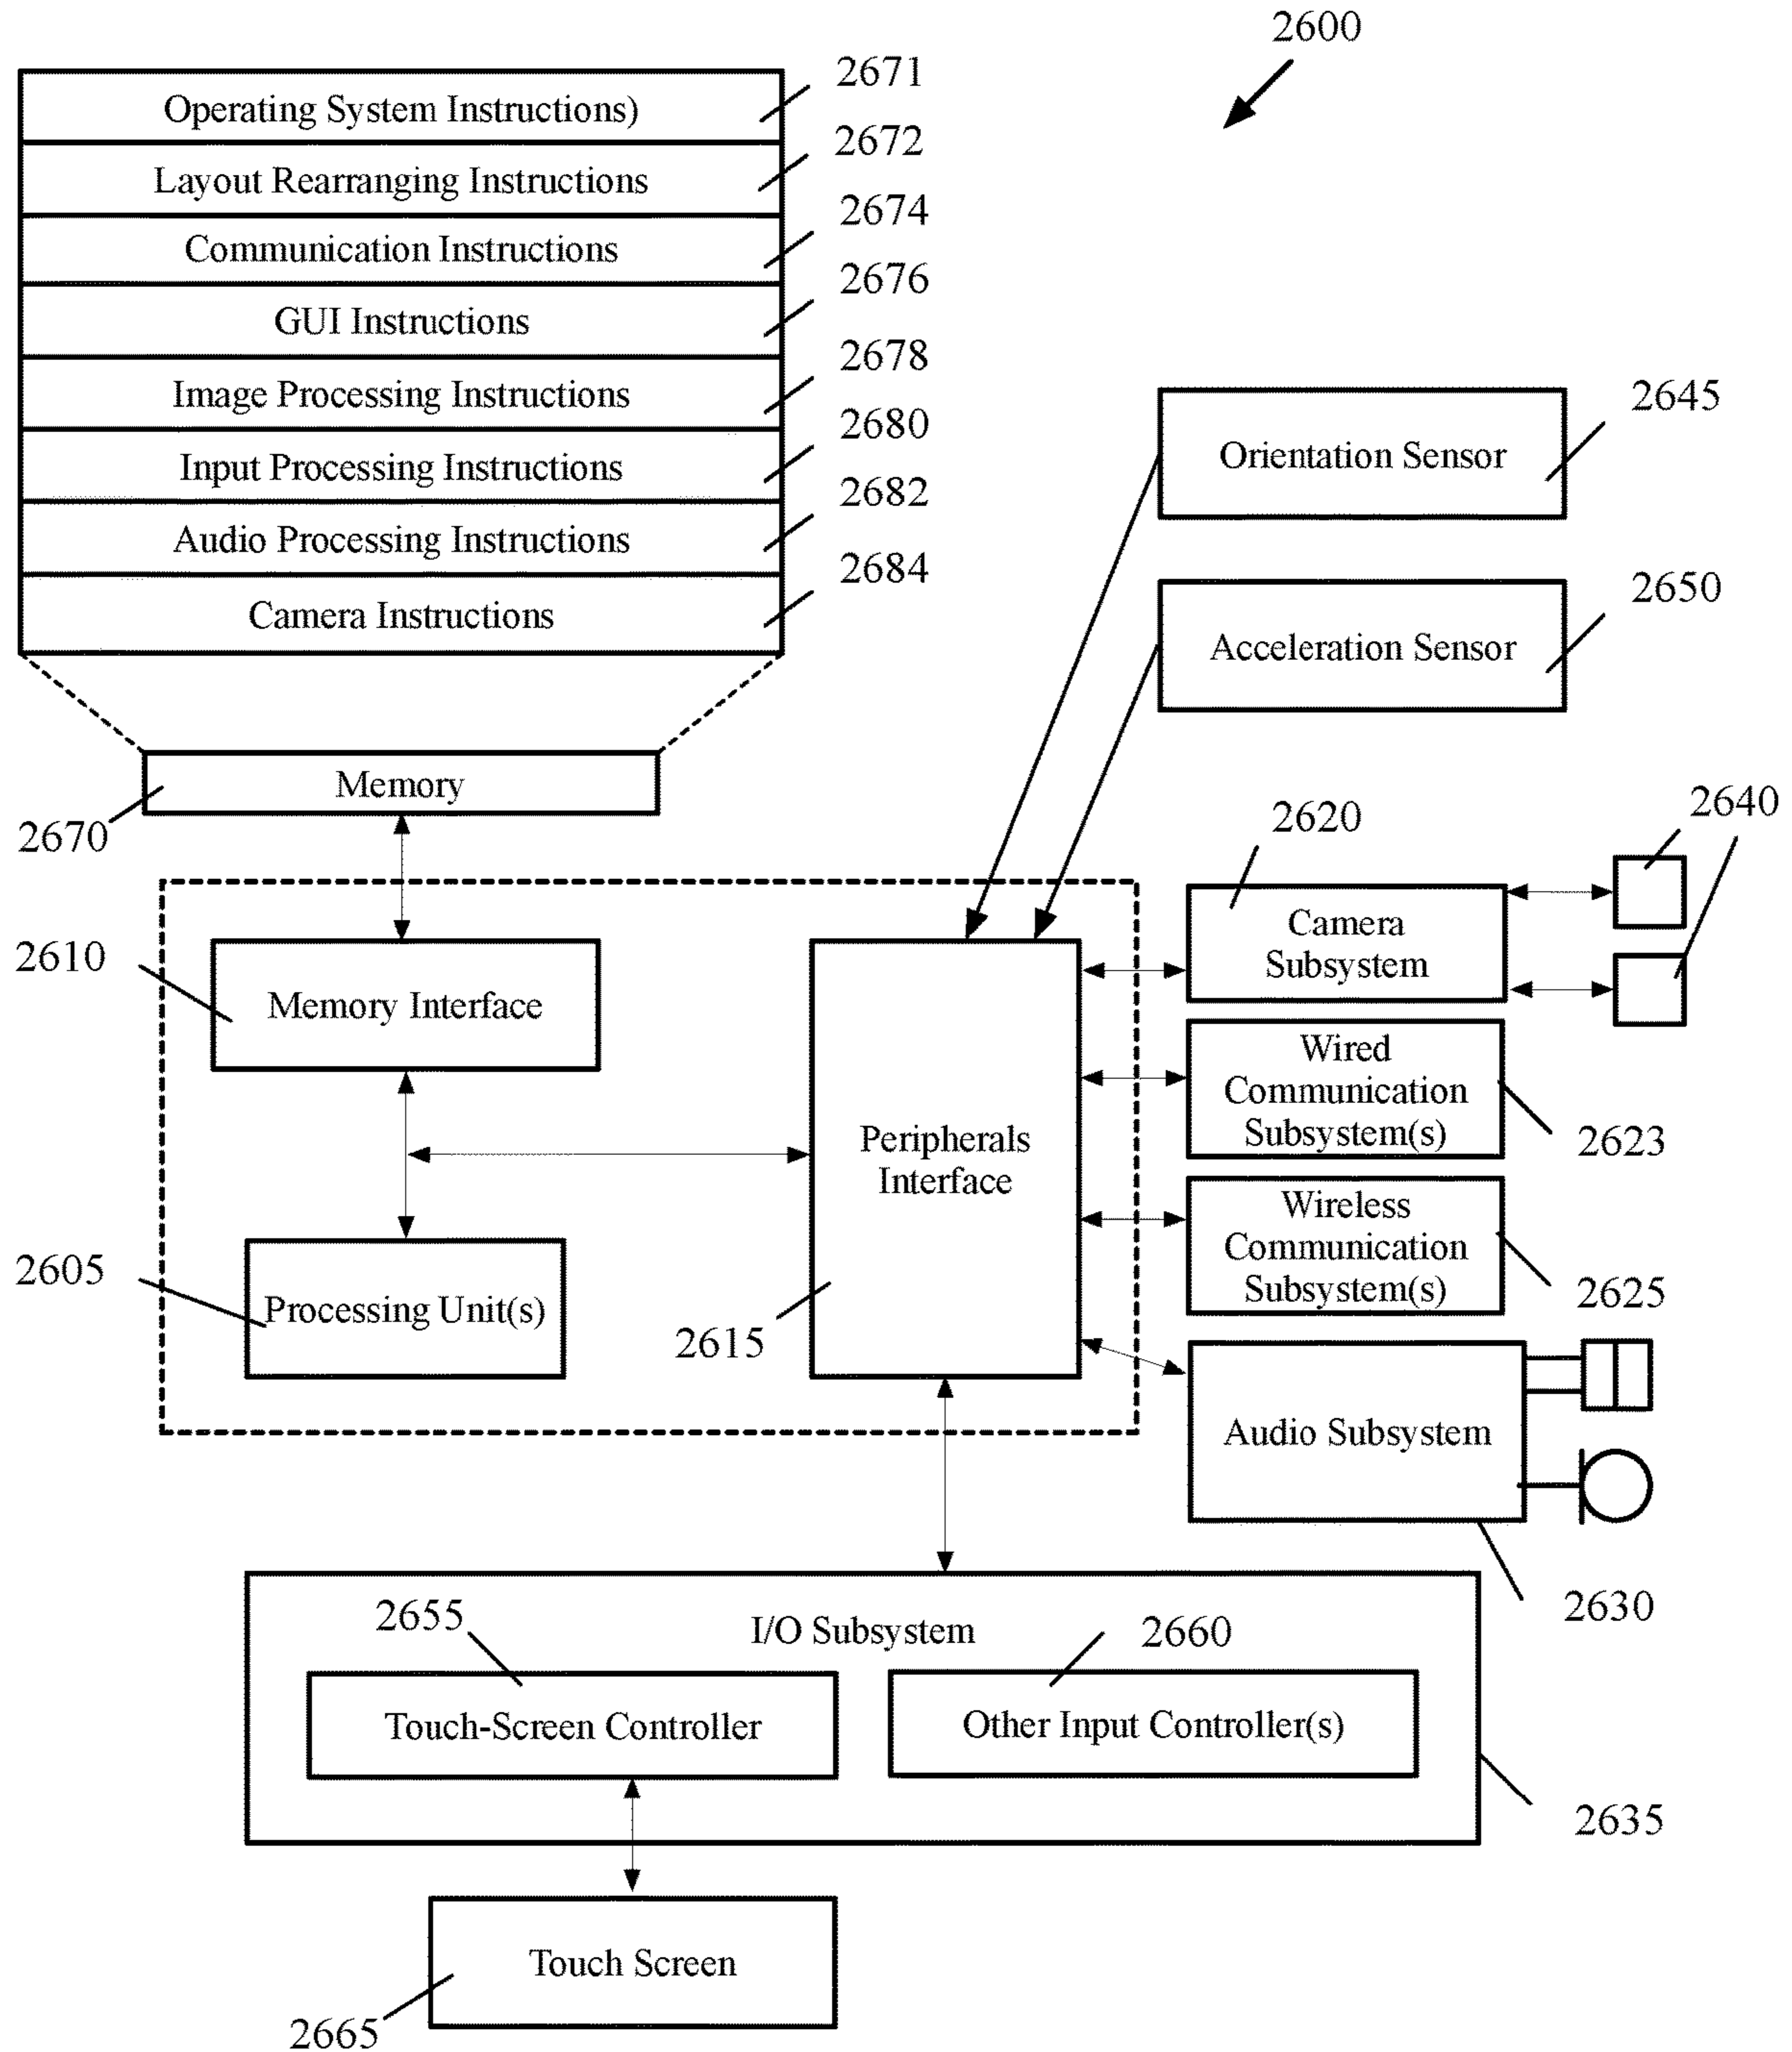 2600
2671
Operating System Instructions)
2672
Layout Rearranging Instructions
2674
Communication Instructions
2676
GUI Instructions
2678
Image Processing Instructions
2680
Input Processing Instructions
2682
Audio Processing Instructions
2684
Camera Instructions
2645
Orientation Sensor
2650
Acceleration Sensor
Memory
2670
2620
2640
Camera
Subsystem
2610
Memory Interface
Wired
Communication
Subsystem(s)
2623
Peripherals
Interface
Wireless
Communication
Subsystem(s)
2625
2605
Processing Unit(s)
2615
Audio Subsystem
2630
I/O Subsystem
2655
2660
Touch-Screen Controller
Other Input Controller(s)
2635
Touch Screen
2665